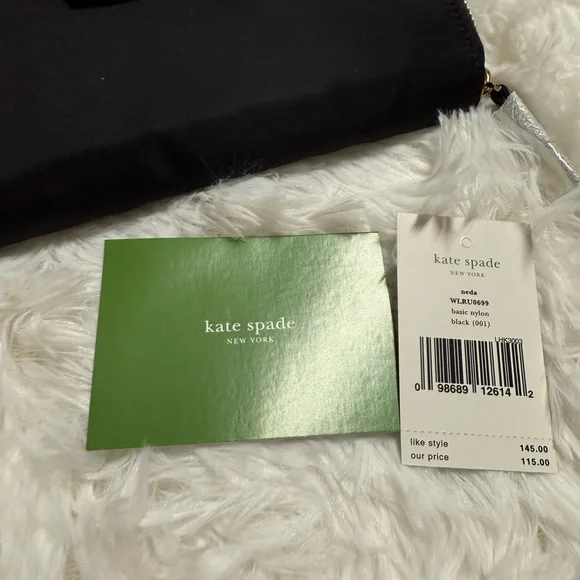 kate spade
NEW YORK
kate spade
NEW YORK
neda
WLRU0699
basic nylon
black (001)
LHK3003
0 98689 12614 2
like style 145.00
our price 115.00